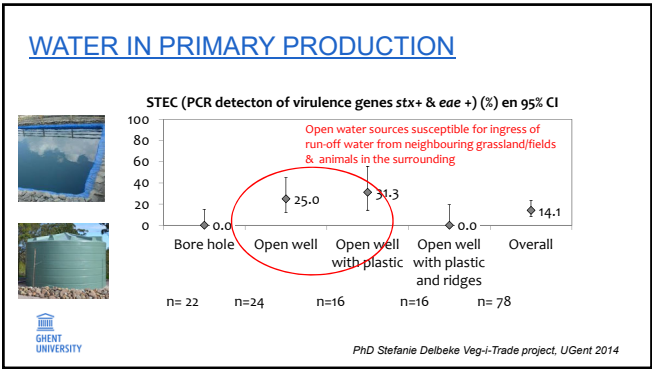 WATER IN PRIMARY PRODUCTION
STEC (PCR detecton of virulence genes stx+ & eae +) (%) en 95% CI
100
80
60
40
20
0
Open water sources susceptible for ingress of
run-off water from neighbouring grassland/fields
& animals in the surrounding
0.0
25.0
31.3
0.0
14.1
Bore hole
Open well
Open well
with plastic
Open well
with plastic
and ridges
Overall
n= 22 n=24 n=16 n=16 n= 78
GHENT
UNIVERSITY
PhD Stefanie Delbeke Veg-i-Trade project, UGent 2014